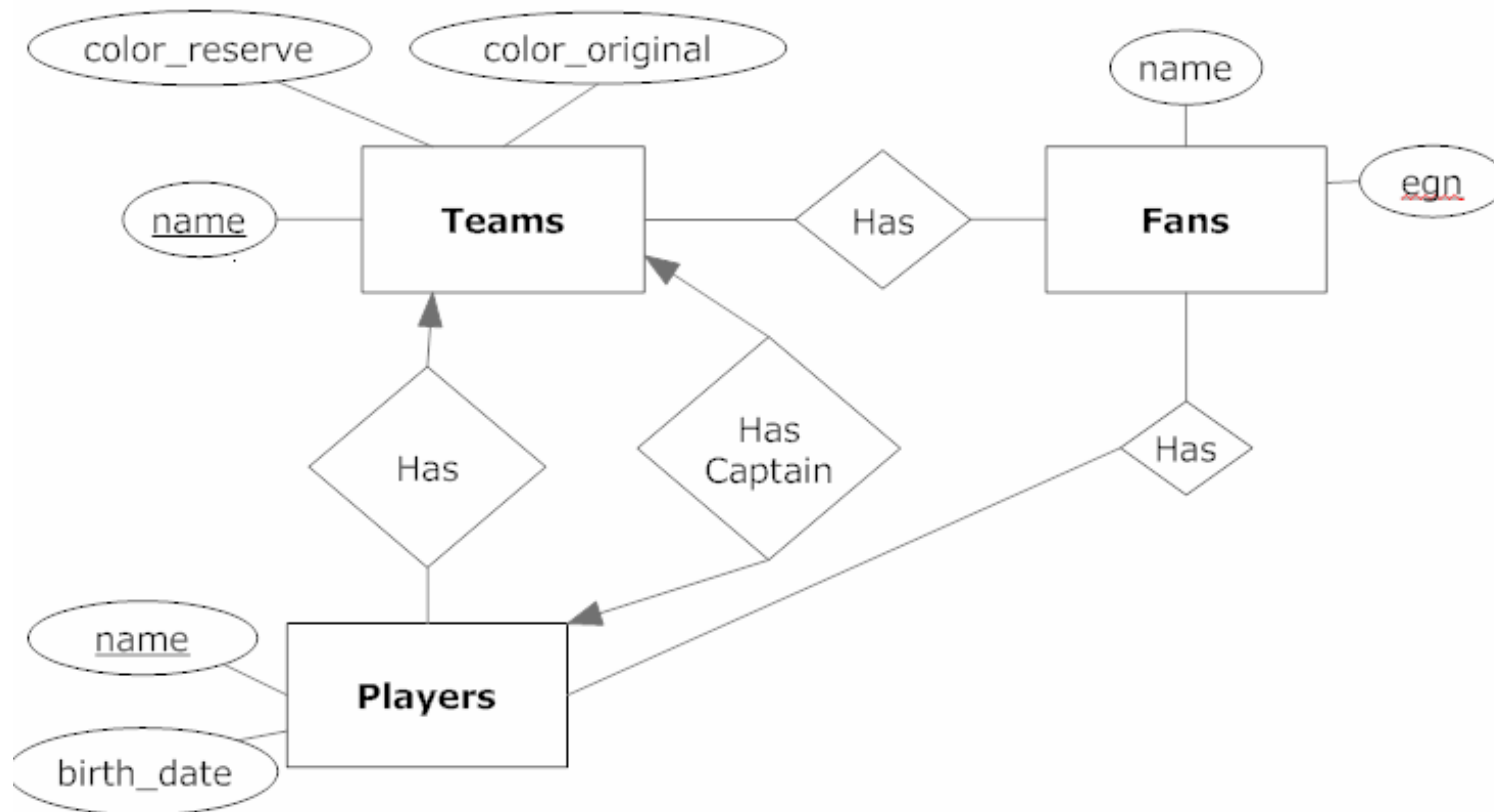 color_reserve
color_original
name
name
Teams
Has
Fans
egn
Has
Has
Captain
Has
name
Players
birth_date